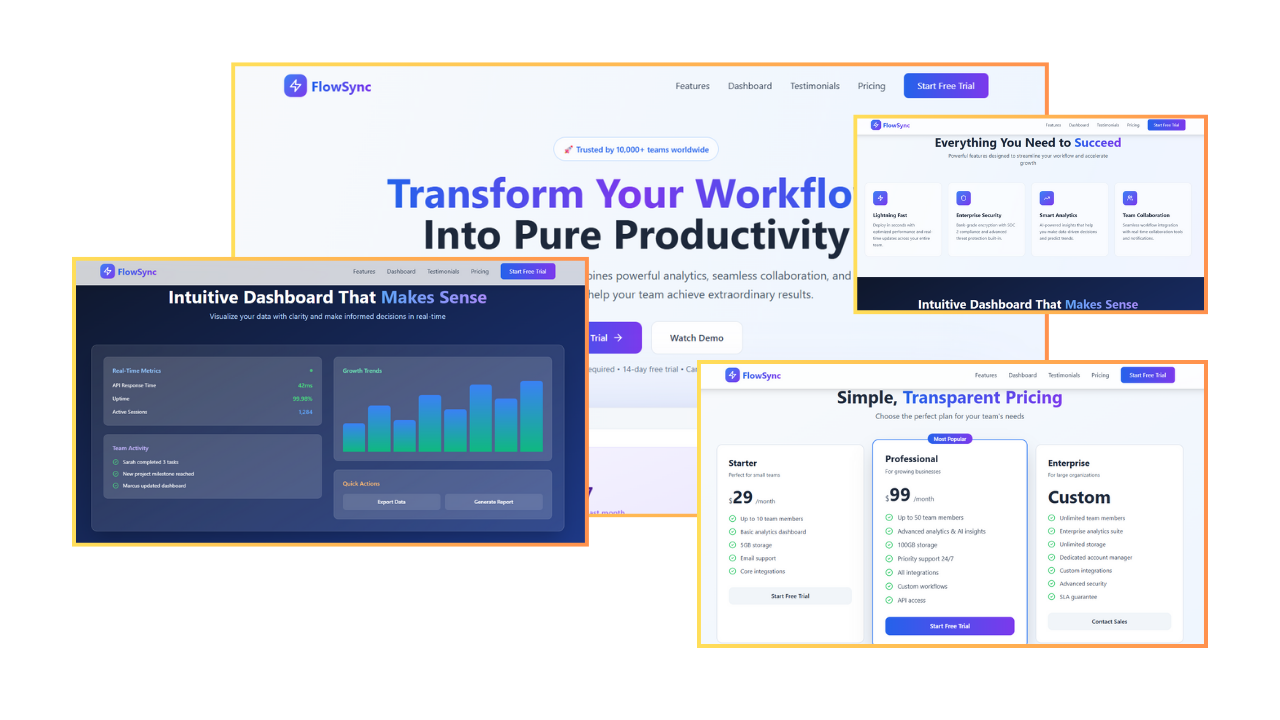 FlowSync
Features Dashboard Testimonials Pricing Start Free Trial
🚀 Trusted by 10,000+ teams worldwide
Transform Your Workflo
Into Pure Productivity
powerful analytics, seamless collaboration, and
help your team achieve extraordinary results.
Trial → Watch Demo
• 14-day free trial •
last month
FlowSync
Features Dashboard Testimonials Pricing Start Free Trial
Everything You Need to Succeed
Powerful features designed to streamline your workflow and accelerate
growth
Lightning Fast
Deploy in seconds with
optimized performance and real-
time updates across your entire
team.
Enterprise Security
Bank-grade encryption with SOC
2 compliance and advanced
threat protection built-in.
Smart Analytics
AI-powered insights that help
you make data-driven decisions
and predict trends.
Team Collaboration
Seamless workflow integration
with real-time collaboration tools
and notifications.
Intuitive Dashboard That Makes Sense
FlowSync
Features Dashboard Testimonials Pricing Start Free Trial
Intuitive Dashboard That Makes Sense
Visualize your data with clarity and make informed decisions in real-time
Real-Time Metrics
API Response Time 42ms
Uptime 99.98%
Active Sessions 1,284
Team Activity
Sarah completed 3 tasks
New project milestone reached
Marcus updated dashboard
Growth Trends
Quick Actions
Export Data Generate Report
FlowSync
Features Dashboard Testimonials Pricing Start Free Trial
Simple, Transparent Pricing
Choose the perfect plan for your team's needs
Starter
Perfect for small teams
$29 /month
Up to 10 team members
Basic analytics dashboard
5GB storage
Email support
Core integrations
Start Free Trial
Most Popular
Professional
For growing businesses
$99 /month
Up to 50 team members
Advanced analytics & AI insights
100GB storage
Priority support 24/7
All integrations
Custom workflows
API access
Start Free Trial
Enterprise
For large organizations
Custom
Unlimited team members
Enterprise analytics suite
Unlimited storage
Dedicated account manager
Custom integrations
Advanced security
SLA guarantee
Contact Sales